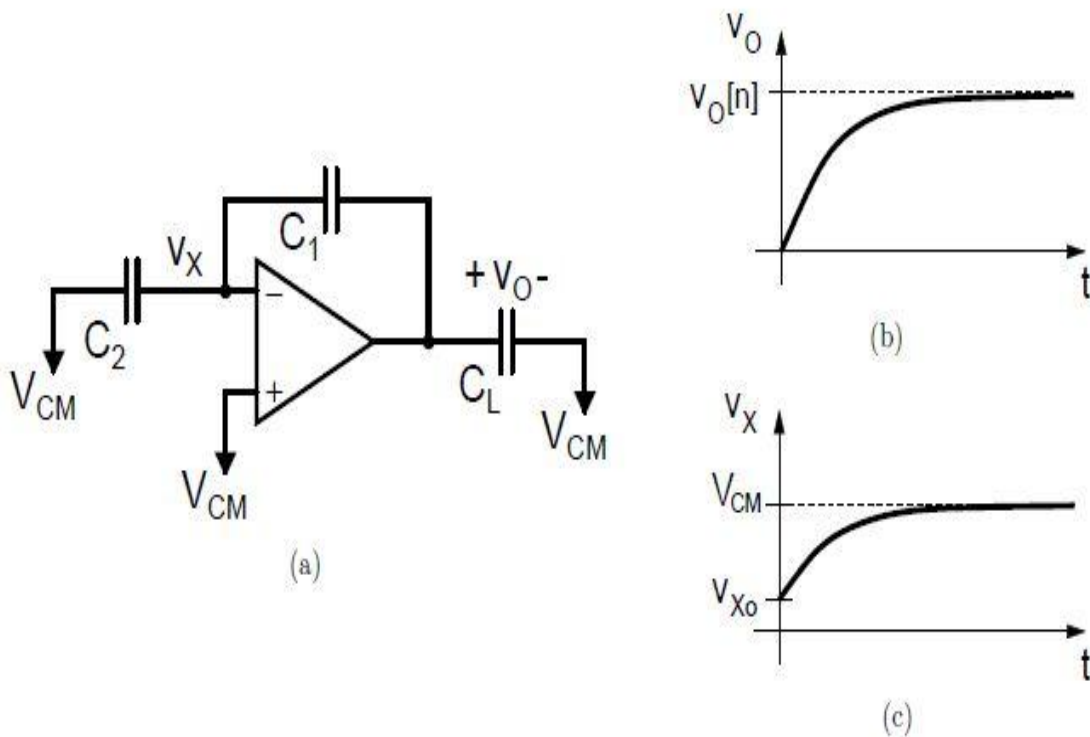 C1
vX
C2
VCM
−
+
VCM
+ vO -
CL
VCM
(a)
vO
vO[n]
t
(b)
vX
VCM
vXo
t
(c)